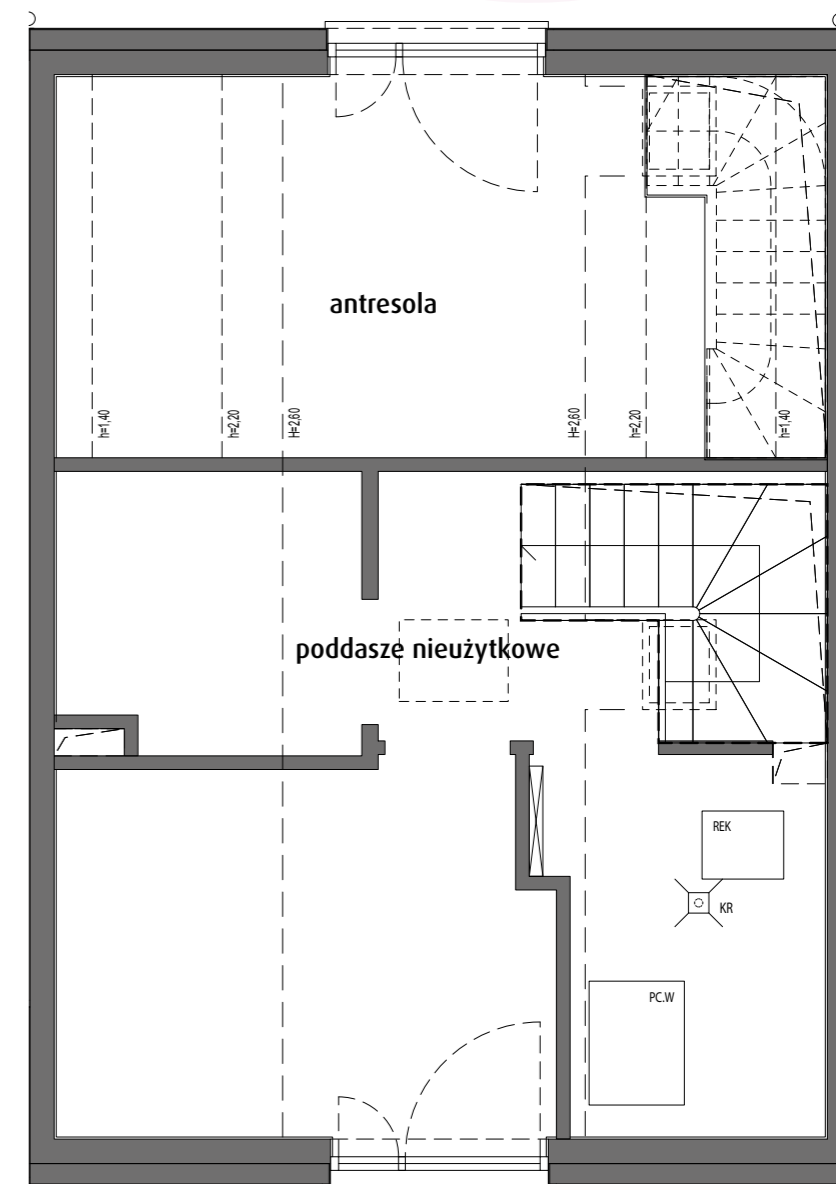 antresola
h=1,40
h=2,20
H=2,60
H=2,60
h=2,20
h=1,40
poddasze nieużytkowe
REK
KR
PC.W